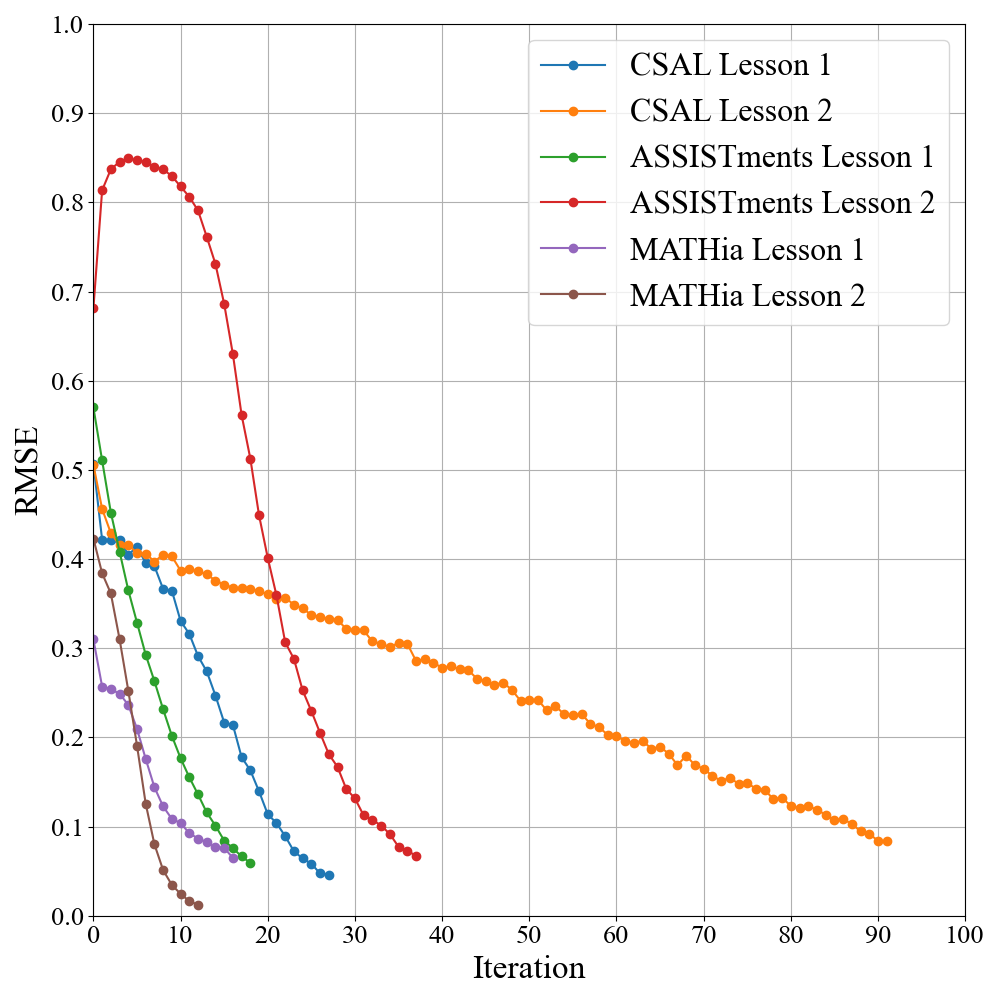 1.0
0.9
0.8
0.7
0.6
0.5
0.4
0.3
0.2
0.1
0.0
RMSE
CSAL Lesson 1
CSAL Lesson 2
ASSISTments Lesson 1
ASSISTments Lesson 2
MATHia Lesson 1
MATHia Lesson 2
0 10 20 30 40 50 60 70 80 90 100
Iteration